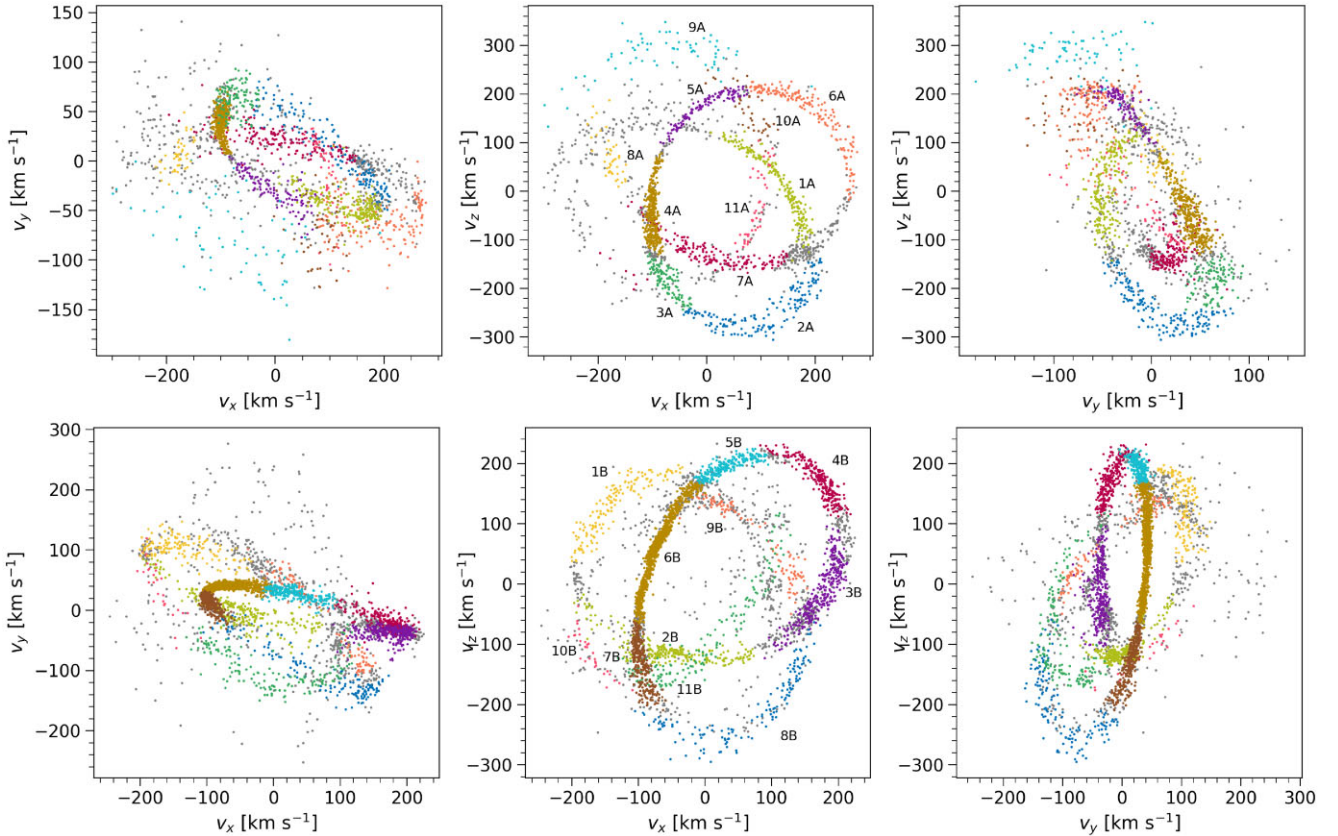 150
100
50
0
−50
−100
−150
−200
0
200
v_x [km s⁻¹]
v_y [km s⁻¹]
300
200
100
0
−100
−200
−300
−200
0
200
v_x [km s⁻¹]
v_z [km s⁻¹]
9A
5A
6A
10A
8A
1A
4A
11A
7A
3A
2A
300
200
100
0
−100
−200
−300
−100
0
100
v_y [km s⁻¹]
v_z [km s⁻¹]
300
200
100
0
−100
−200
−200
−100
0
100
200
v_x [km s⁻¹]
v_y [km s⁻¹]
200
100
0
−100
−200
−300
−200
−100
0
100
200
v_x [km s⁻¹]
v_z [km s⁻¹]
5B
1B
4B
9B
6B
3B
2B
10B
7B
11B
8B
200
100
0
−100
−200
−300
−200
−100
0
100
200
300
v_y [km s⁻¹]
v_z [km s⁻¹]